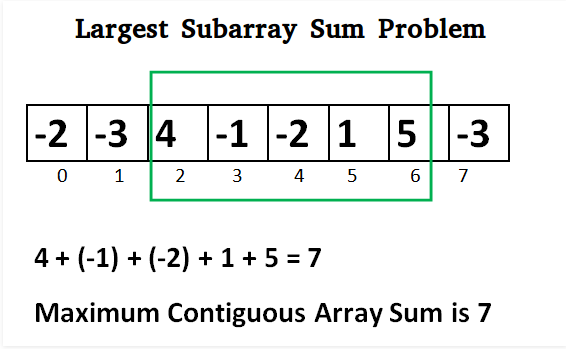 Largest Subarray Sum Problem
-2 -3 4 -1 -2 1 5 -3
0 1 2 3 4 5 6 7
4 + (-1) + (-2) + 1 + 5 = 7
Maximum Contiguous Array Sum is 7